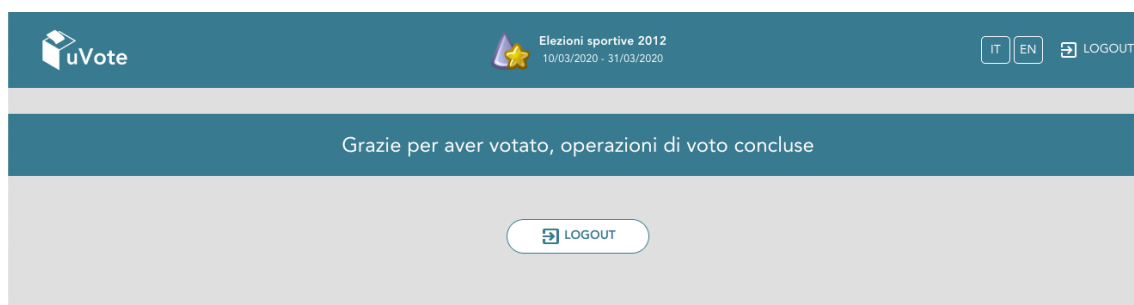 uVote
Elezioni sportive 2012
10/03/2020 - 31/03/2020
IT EN LOGOUT
Grazie per aver votato, operazioni di voto concluse
LOGOUT